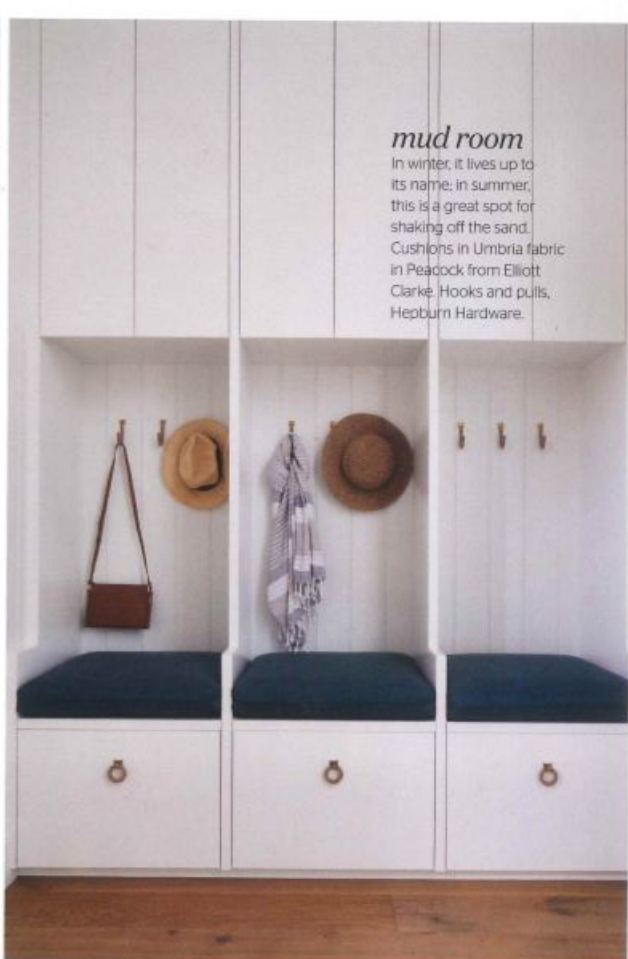 mud room
In winter, it lives up to
its name; in summer,
this is a great spot for
shaking off the sand.
Cushions in Umbria fabric
in Peacock from Elliott
Clarke. Hooks and pulls,
Hepburn Hardware.